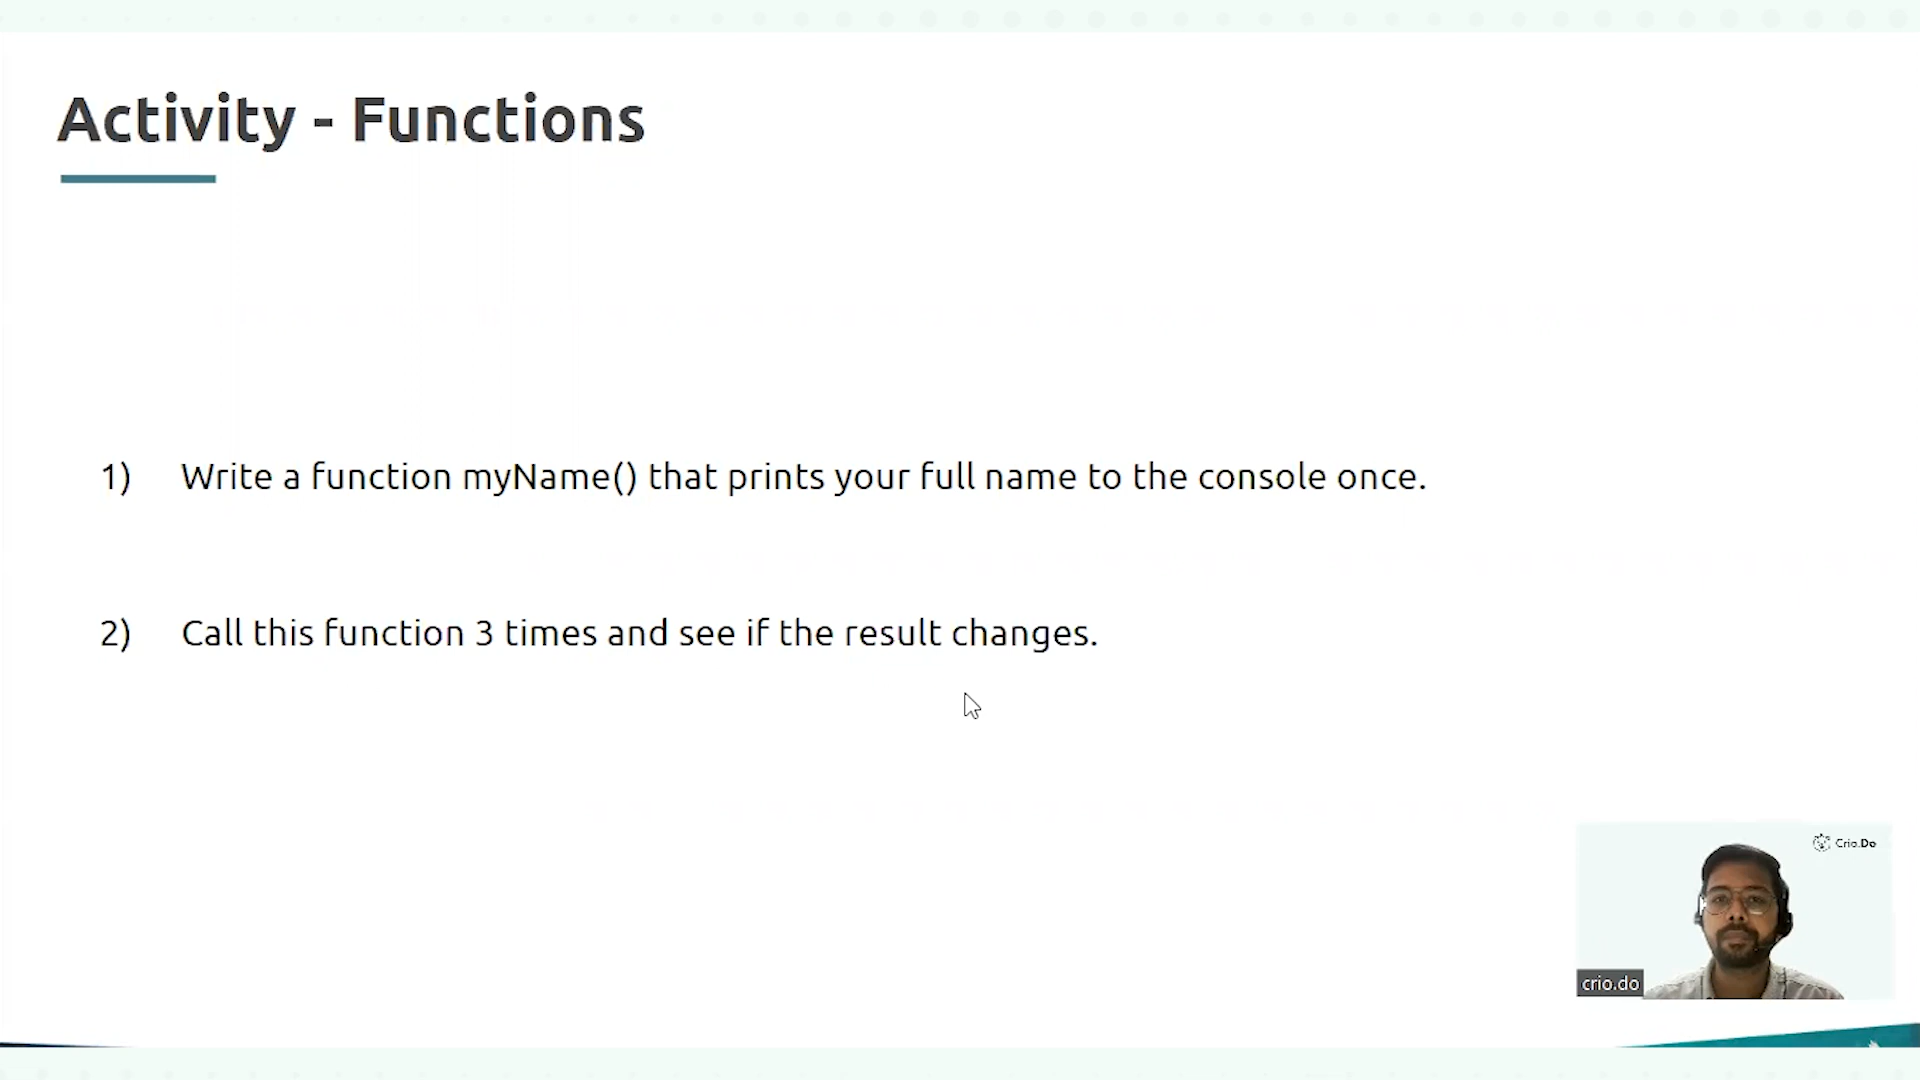 Activity - Functions
1) Write a function myName() that prints your full name to the console once.
2) Call this function 3 times and see if the result changes.
Crio.Do
crio.do